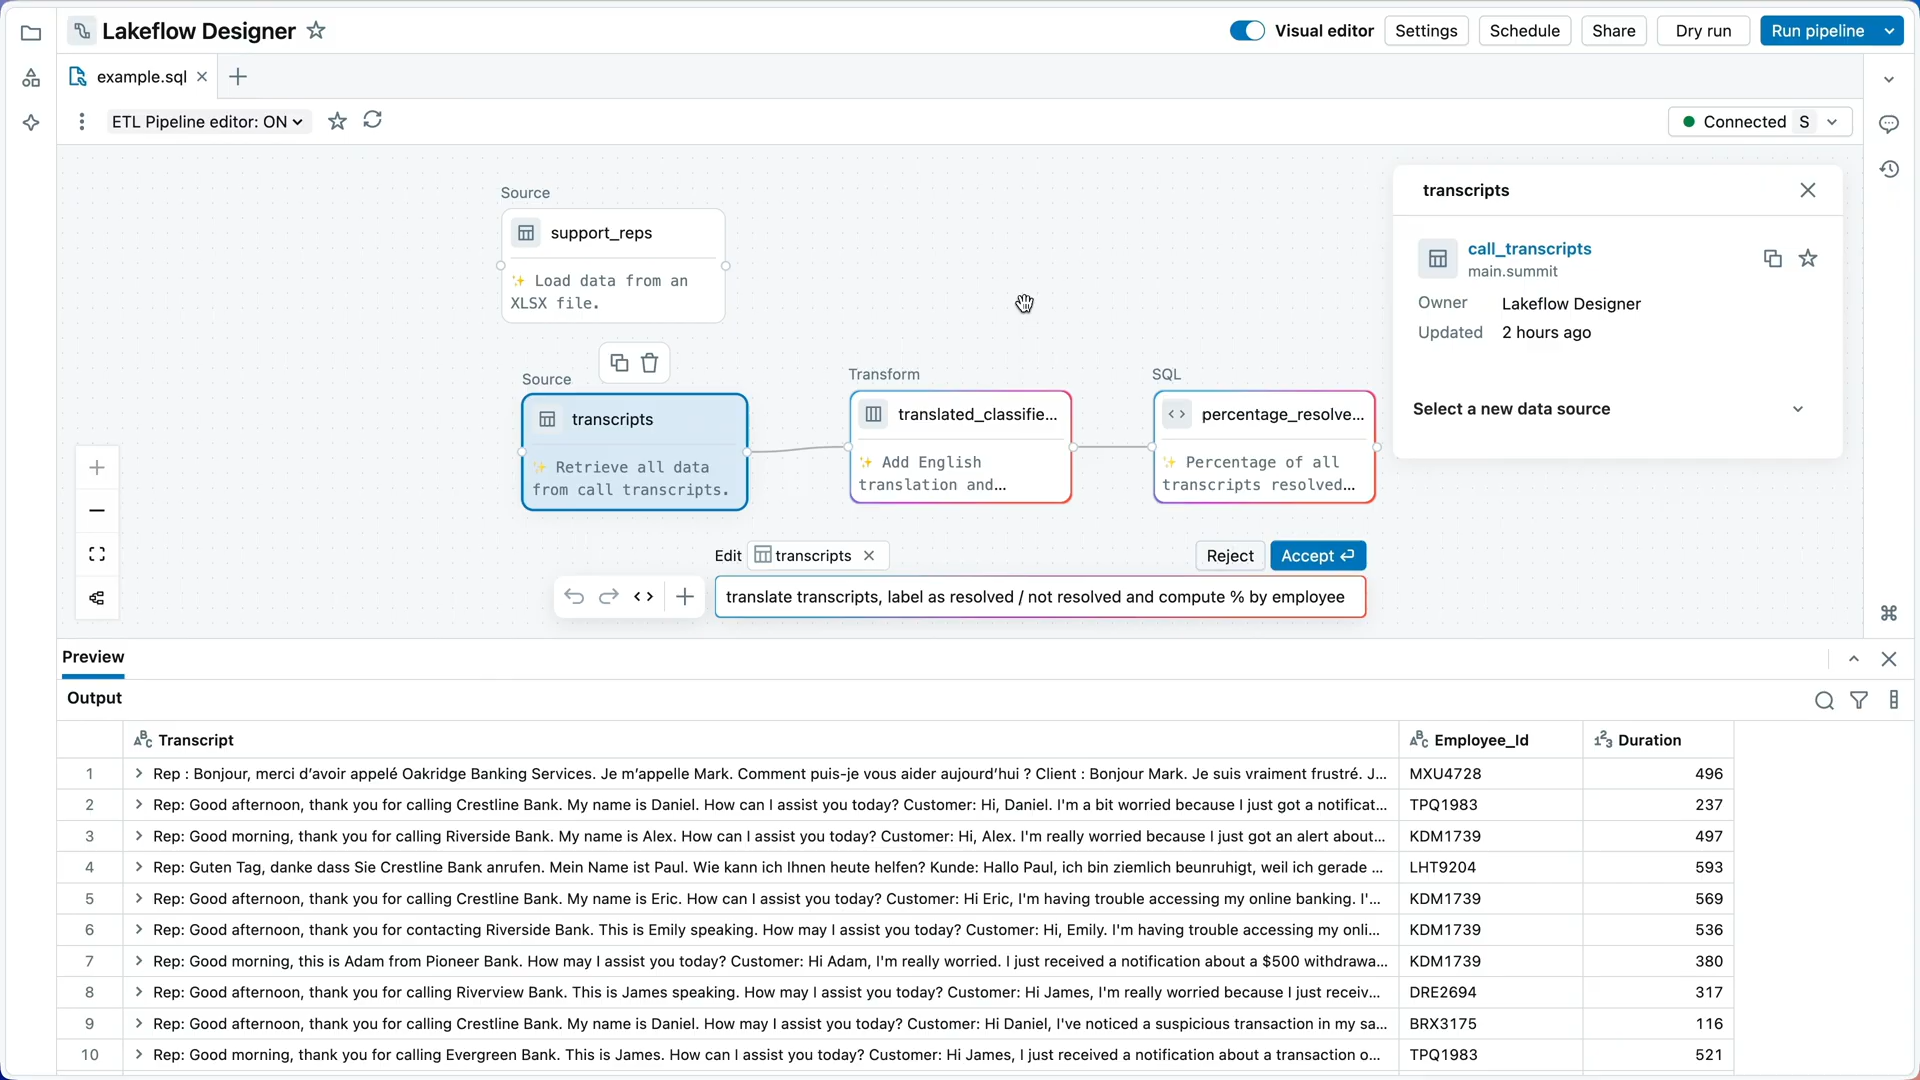 Lakeflow Designer
Visual editor
Settings
Schedule
Share
Dry run
Run pipeline
example.sql
ETL Pipeline editor: ON
Connected S
Source
support_reps
Load data from an
XLSX file.
Source
transcripts
Retrieve all data
from call transcripts.
Transform
translated_classifie...
Add English
translation and...
SQL
percentage_resolve...
Percentage of all
transcripts resolved...
transcripts
call_transcripts
main.summit
Owner Lakeflow Designer
Updated 2 hours ago
Select a new data source
Edit transcripts
Reject
Accept
translate transcripts, label as resolved / not resolved and compute % by employee
Preview
Output
Transcript Employee_Id Duration
1 Rep : Bonjour, merci d'avoir appelé Oakridge Banking Services. Je m'appelle Mark. Comment puis-je vous aider aujourd'hui ? Client : Bonjour Mark. Je suis vraiment frustré. J... MXU4728 496
2 Rep: Good afternoon, thank you for calling Crestline Bank. My name is Daniel. How can I assist you today? Customer: Hi, Daniel. I'm a bit worried because I just got a notificat... TPQ1983 237
3 Rep: Good morning, thank you for calling Riverside Bank. My name is Alex. How can I assist you today? Customer: Hi, Alex. I'm really worried because I just got an alert about... KDM1739 497
4 Rep: Guten Tag, danke dass Sie Crestline Bank anrufen. Mein Name ist Paul. Wie kann ich Ihnen heute helfen? Kunde: Hallo Paul, ich bin ziemlich beunruhigt, weil ich gerade ... LHT9204 593
5 Rep: Good afternoon, thank you for calling Crestline Bank. My name is Eric. How can I assist you today? Customer: Hi Eric, I'm having trouble accessing my online banking. I'... KDM1739 569
6 Rep: Good afternoon, thank you for contacting Riverside Bank. This is Emily speaking. How may I assist you today? Customer: Hi, Emily. I'm having trouble accessing my onli... KDM1739 536
7 Rep: Good morning, this is Adam from Pioneer Bank. How may I assist you today? Customer: Hi Adam, I'm really worried. I just received a notification about a $500 withdrawa... KDM1739 380
8 Rep: Good afternoon, thank you for calling Riverview Bank. This is James speaking. How may I assist you today? Customer: Hi James, I'm really worried because I just receiv... DRE2694 317
9 Rep: Good afternoon, thank you for calling Crestline Bank. My name is Daniel. How may I assist you today? Customer: Hi Daniel, I've noticed a suspicious transaction in my sa... BRX3175 116
10 Rep: Good morning, thank you for calling Evergreen Bank. This is James. How can I assist you today? Customer: Hi James, I just received a notification about a transaction o... TPQ1983 521